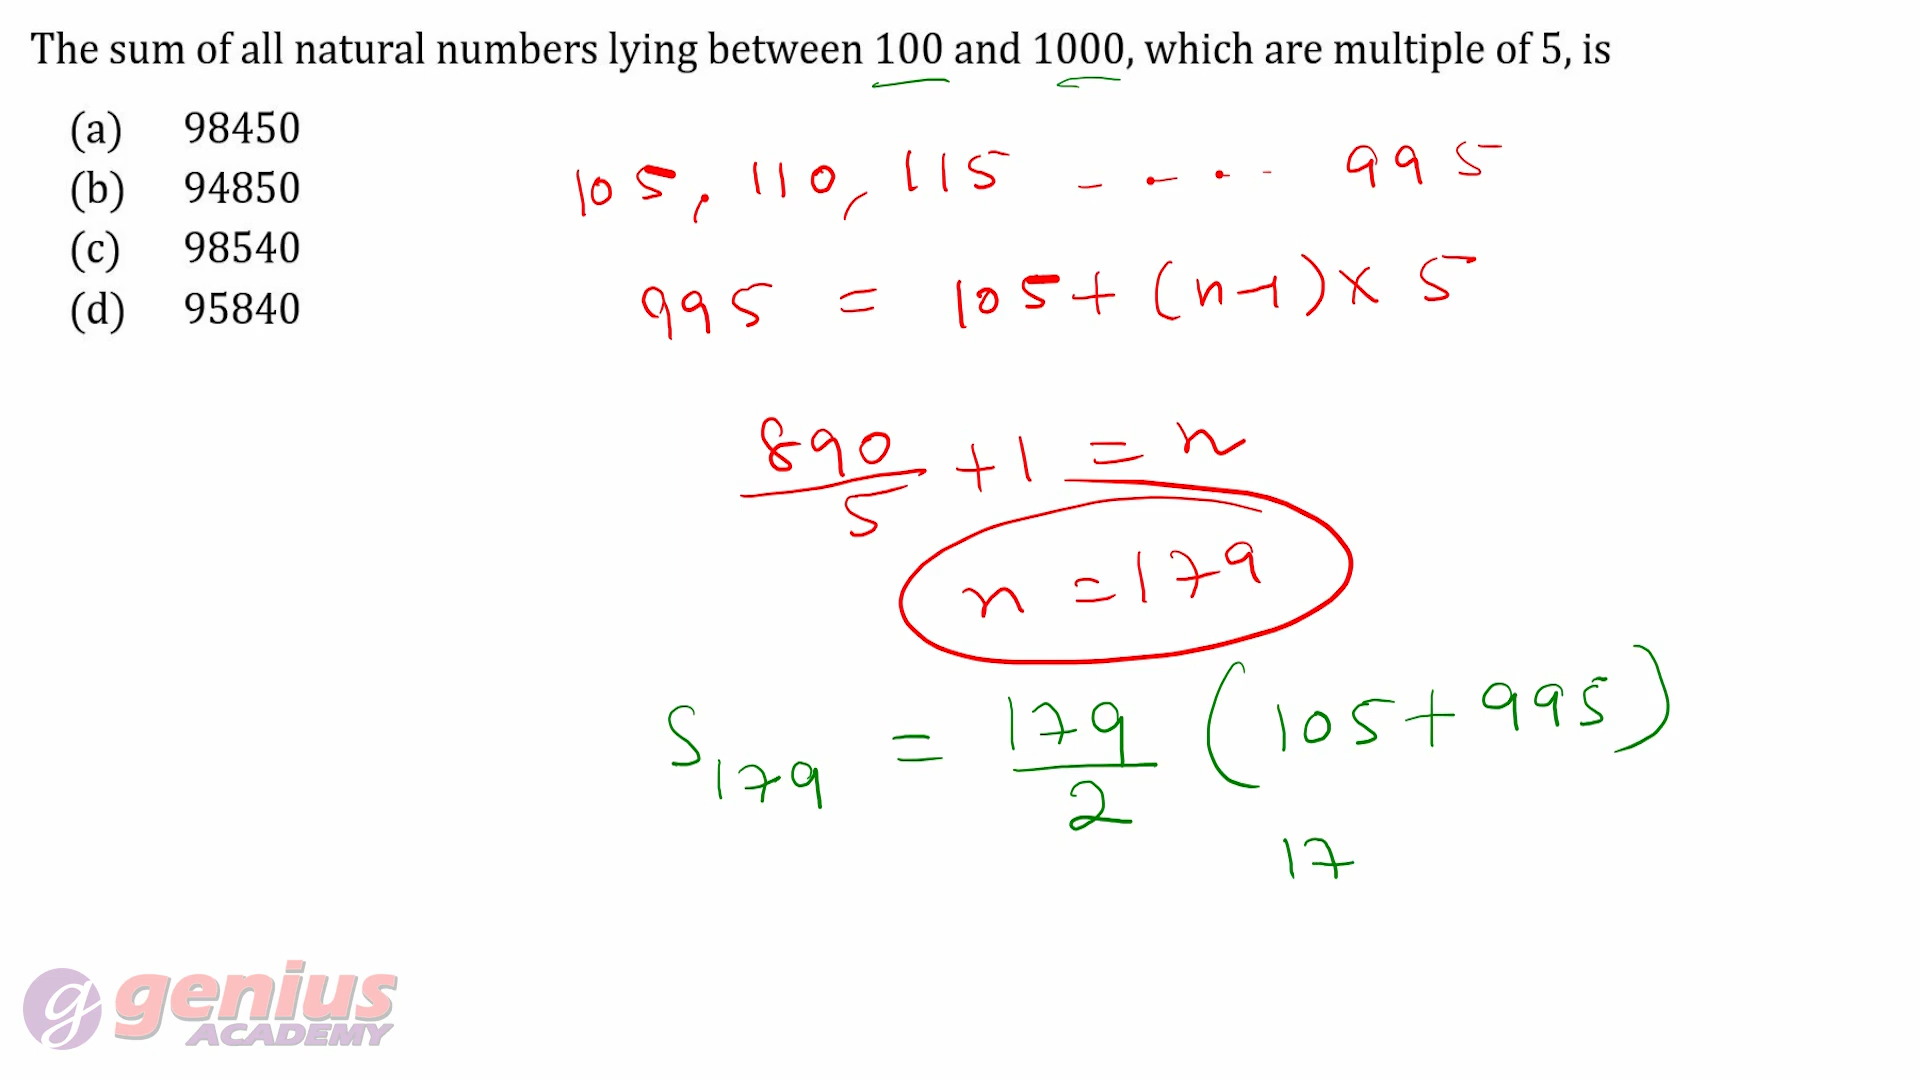 The sum of all natural numbers lying between 100 and 1000, which are multiple of 5, is
(a) 98450
(b) 94850
(c) 98540
(d) 95840
105, 110, 115 - - . . - 995
995 = 105 + (n-1) × 5
890/5 + 1 = n
n = 179
S179 = 179/2 (105 + 995)
17
genius
ACADEMY